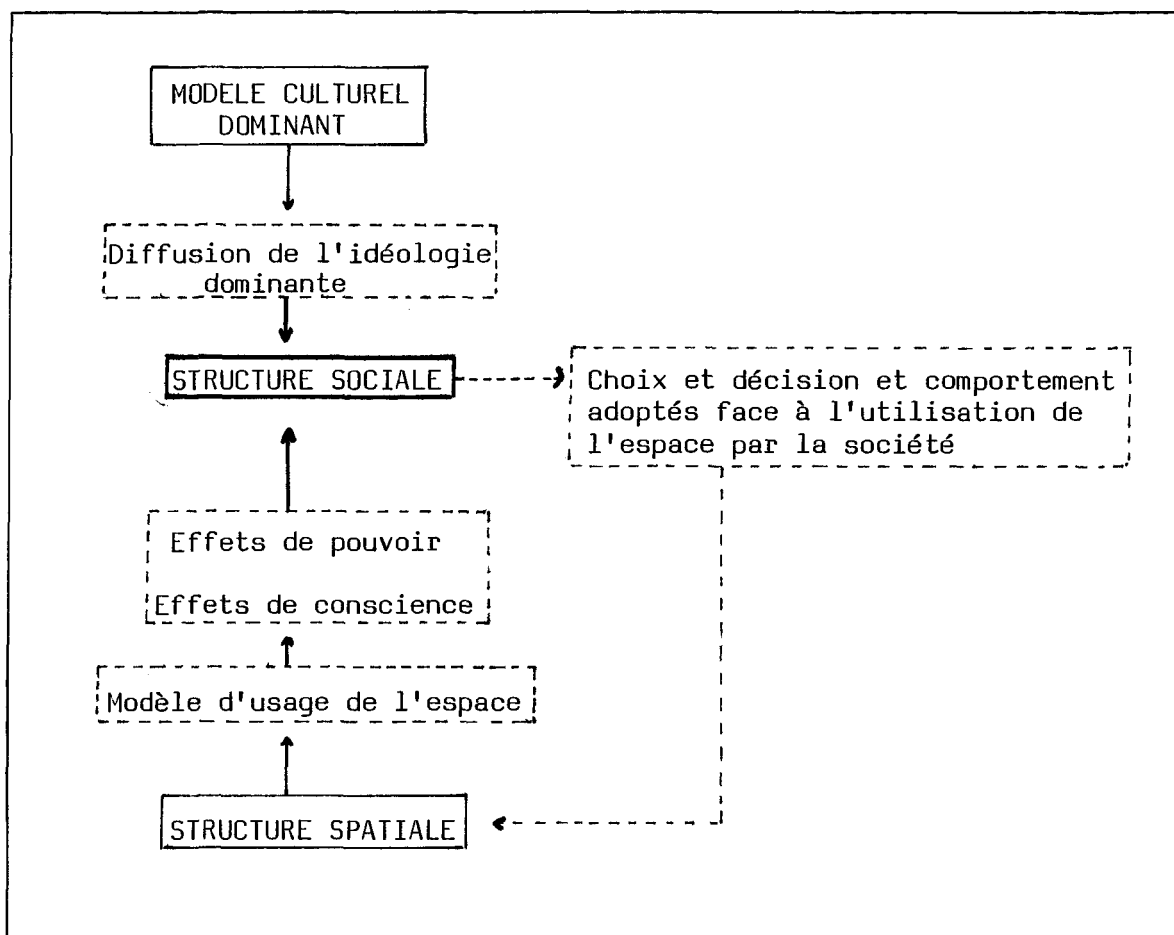 MODELE CULTUREL
DOMINANT
Diffusion de l'idéologie
dominante
STRUCTURE SOCIALE
Choix et décision et comportement
adoptés face à l'utilisation de
l'espace par la société
Effets de pouvoir
Effets de conscience
Modèle d'usage de l'espace
STRUCTURE SPATIALE